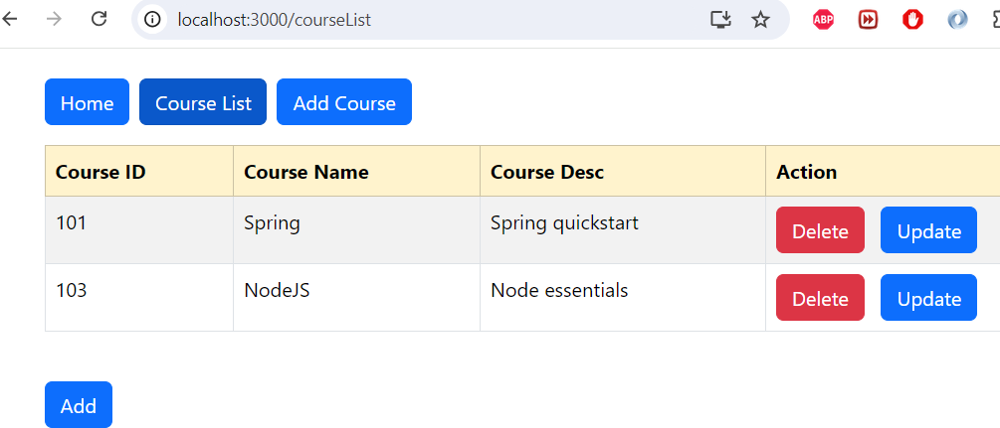 localhost:3000/courseList ABP
Home Course List Add Course
Course ID Course Name Course Desc Action
101 Spring Spring quickstart Delete Update
103 NodeJS Node essentials Delete Update
Add